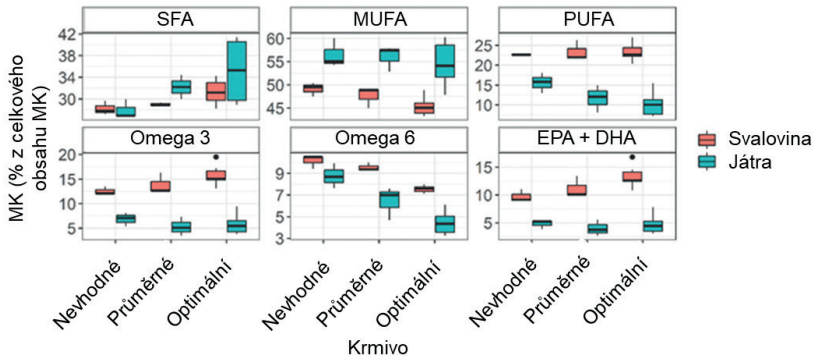 SFA MUFA PUFA
42
38
34
30
60
55
50
45
25
20
15
10
Omega 3 Omega 6 EPA + DHA
20
15
10
5
9
7
5
3
15
10
5
MK (% z celkového
obsahu MK)
Nevhodné Průměrné Optimální Nevhodné Průměrné Optimální Nevhodné Průměrné Optimální
Krmivo
Svalovina
Játra